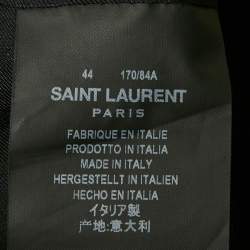 44 170/84A
SAINT LAURENT
PARIS
FABRIQUE EN ITALIE
PRODOTTO IN ITALIA
MADE IN ITALY
HERGESTELLT IN ITALIEN
HECHO EN ITALIA
イタリア製
产地:意大利